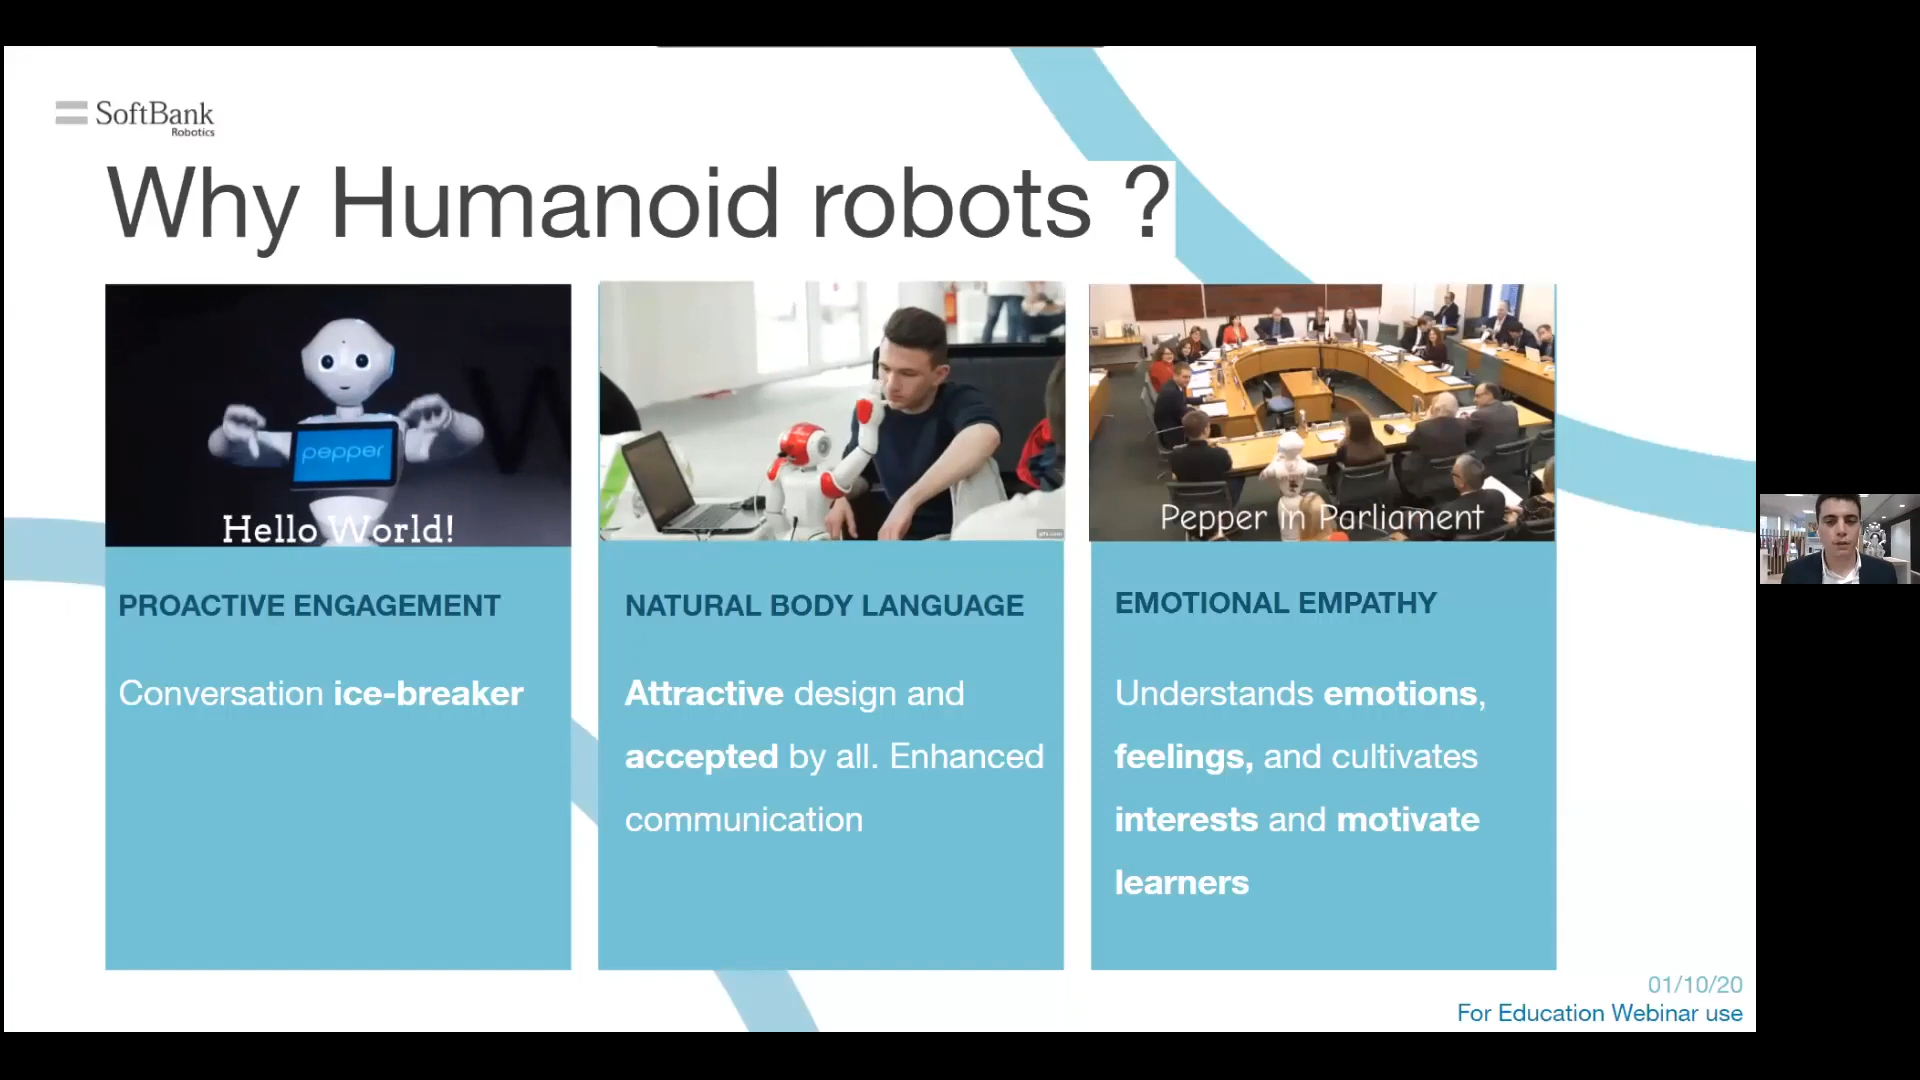 SoftBank
Robotics
Why Humanoid robots ?
pepper
Hello World!
Pepper in Parliament
PROACTIVE ENGAGEMENT
Conversation ice-breaker
NATURAL BODY LANGUAGE
Attractive design and
accepted by all. Enhanced
communication
EMOTIONAL EMPATHY
Understands emotions,
feelings, and cultivates
interests and motivate
learners
01/10/20
For Education Webinar use